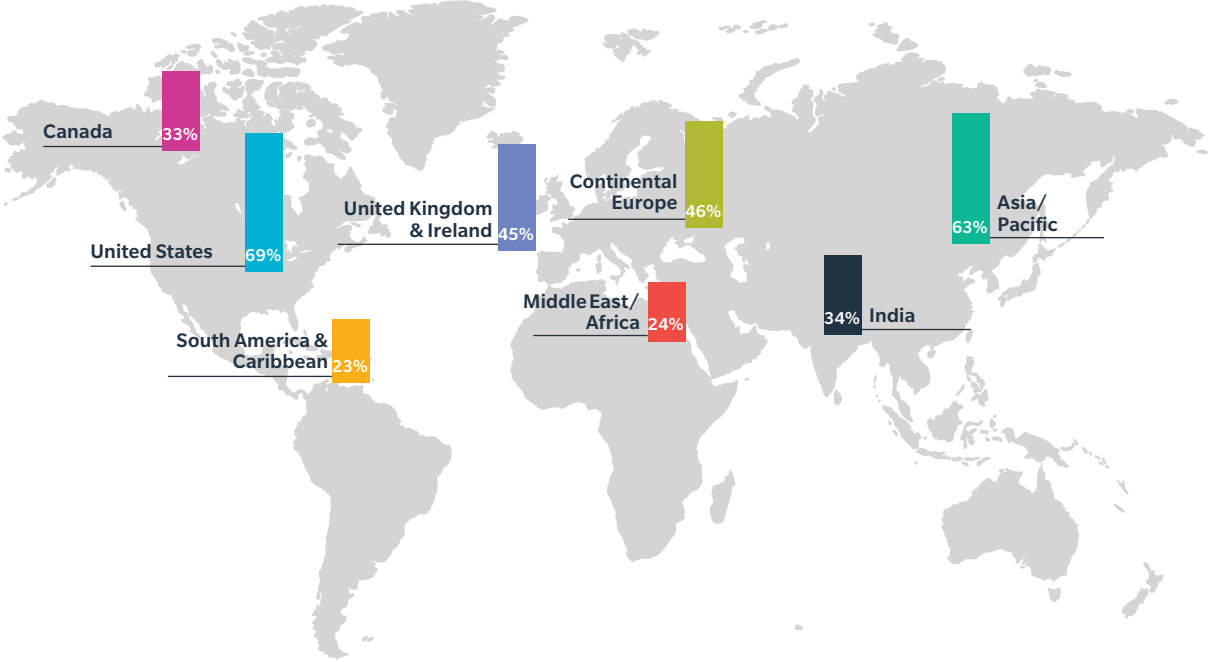 Canada
33%
United States
69%
South America &
Caribbean
23%
United Kingdom
& Ireland
45%
Continental
Europe
46%
Middle East/
Africa
24%
India
34%
Asia/
Pacific
63%